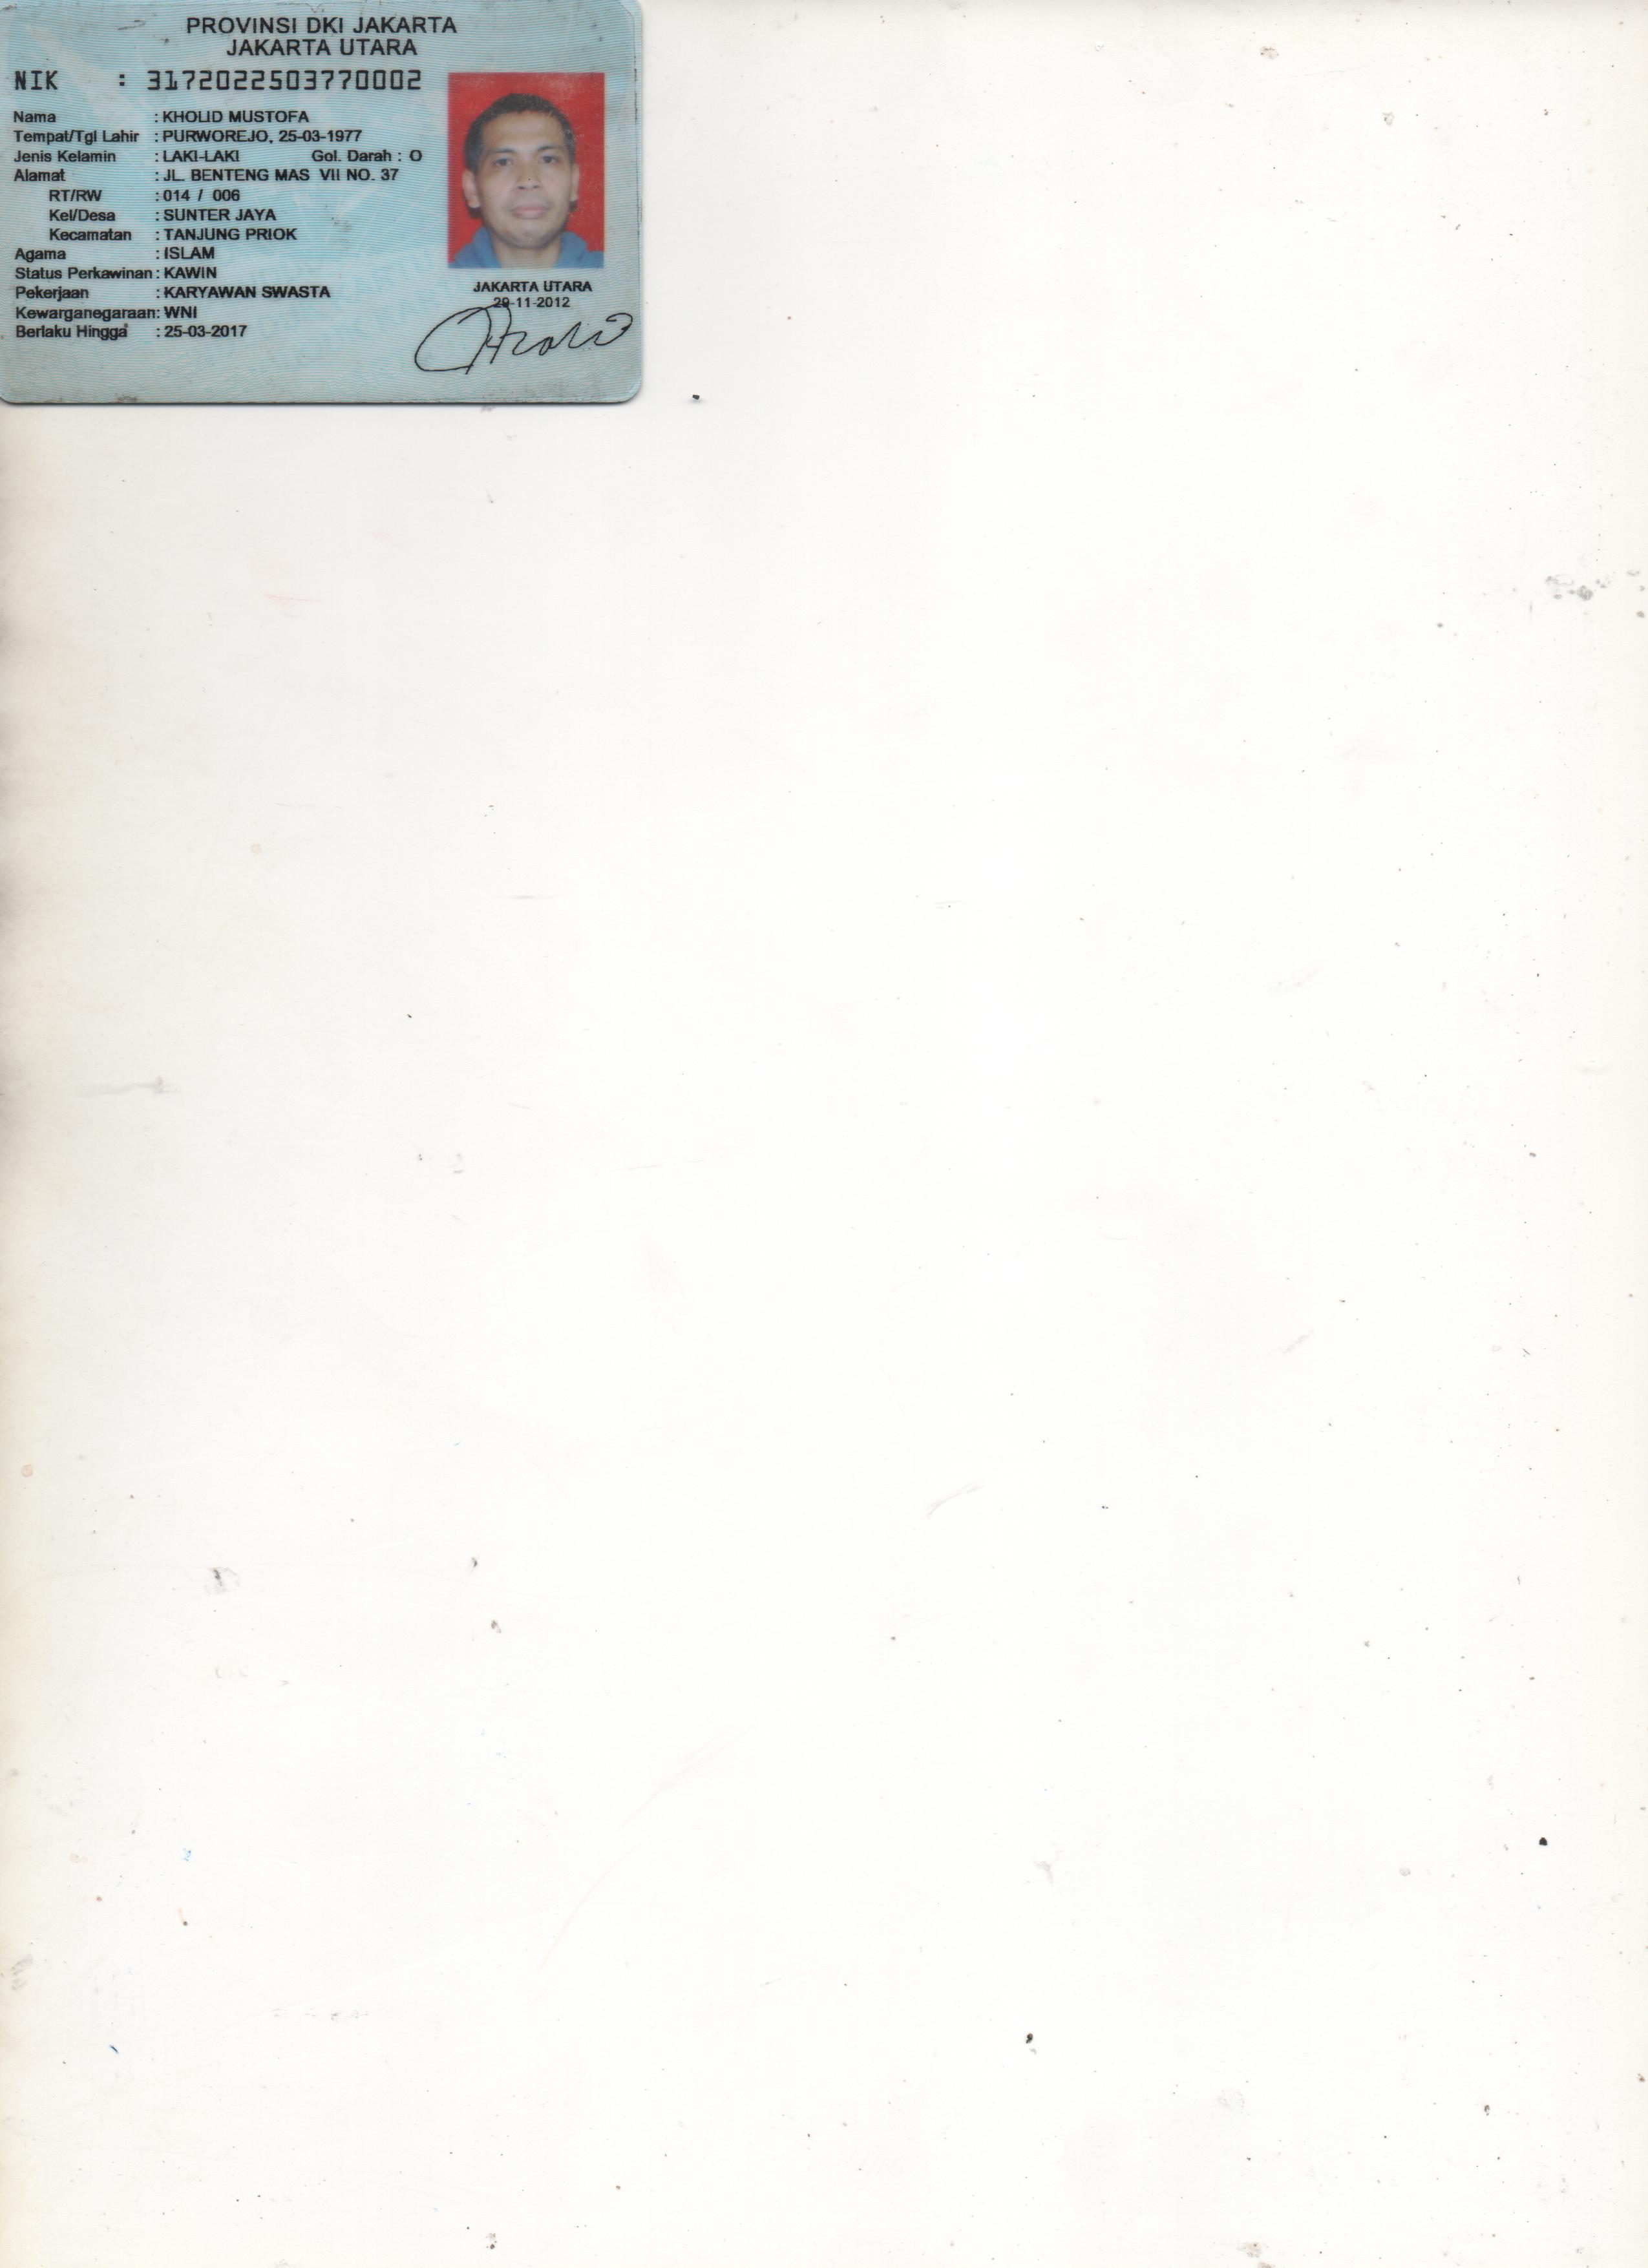 PROVINSI DKI JAKARTA
JAKARTA UTARA
NIK : 3172022503770002
Nama : KHOLID MUSTOFA
Tempat/Tgl Lahir : PURWOREJO, 25-03-1977
Jenis Kelamin : LAKI-LAKI Gol. Darah : O
Alamat : JL. BENTENG MAS VII NO. 37
RT/RW : 014 / 006
Kel/Desa : SUNTER JAYA
Kecamatan : TANJUNG PRIOK
Agama : ISLAM
Status Perkawinan : KAWIN
Pekerjaan : KARYAWAN SWASTA
Kewarganegaraan: WNI
Berlaku Hingga : 25-03-2017
JAKARTA UTARA
29-11-2012